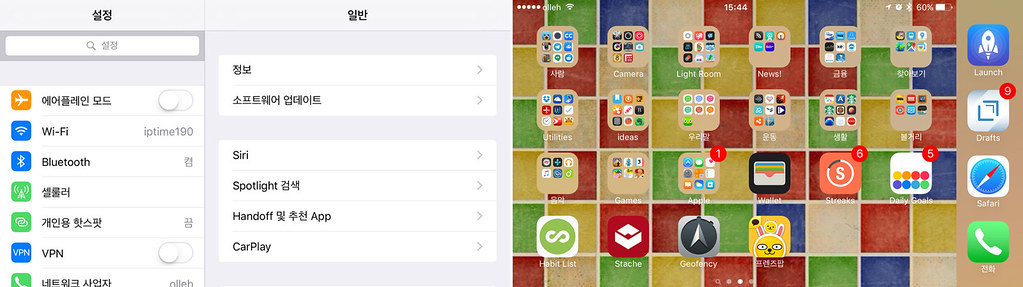 설정
설정
에어플레인 모드
Wi-Fi iptime190
Bluetooth 켬
셀룰러
개인용 핫스팟 끔
VPN VPN
네트워크 사업자 olleh
일반
정보
소프트웨어 업데이트
Siri
Spotlight 검색
Handoff 및 추천 App
CarPlay
olleh 15:44 60%
사람 Camera Light Room News! 금융 찾아보기
Utilities ideas 우리말 운동 생활 볼거리
1 6 5
음악 Games Apple Wallet Streaks Daily Goals
Habit List Stache Geofency 프렌즈팝
Launch
9
Drafts
Safari
전화